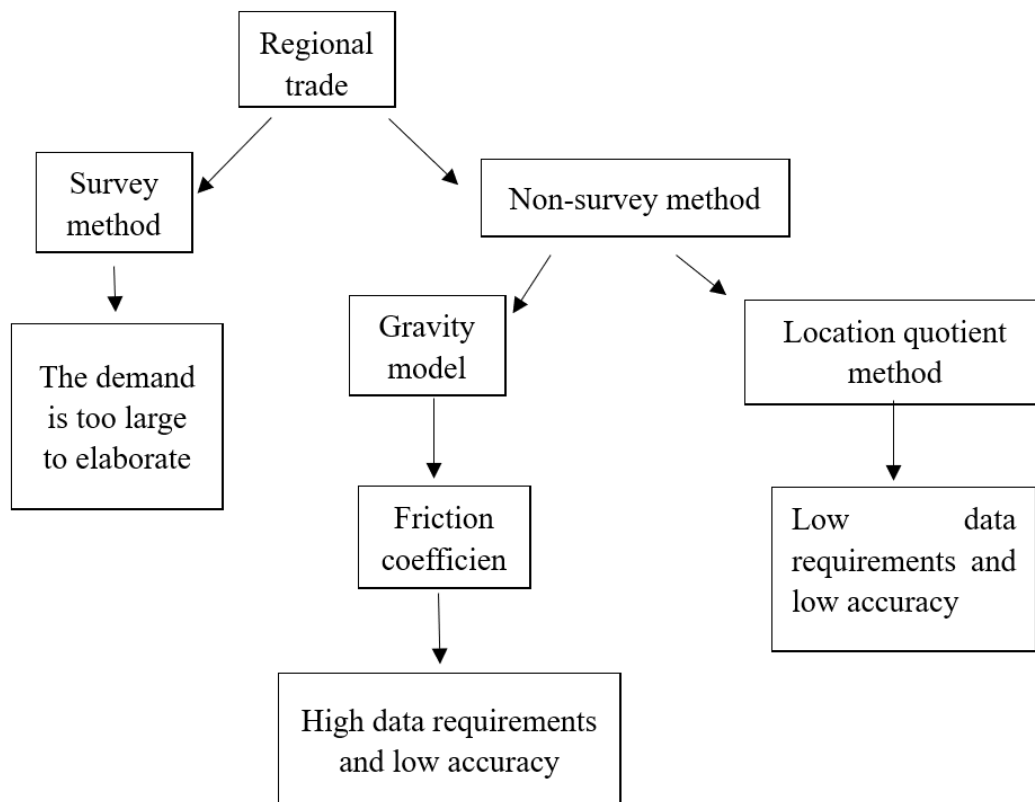 Regional
trade
Survey
method
Non-survey method
The demand
is too large
to elaborate
Gravity
model
Location quotient
method
Friction
coefficien
Low data
requirements and
low accuracy
High data requirements
and low accuracy